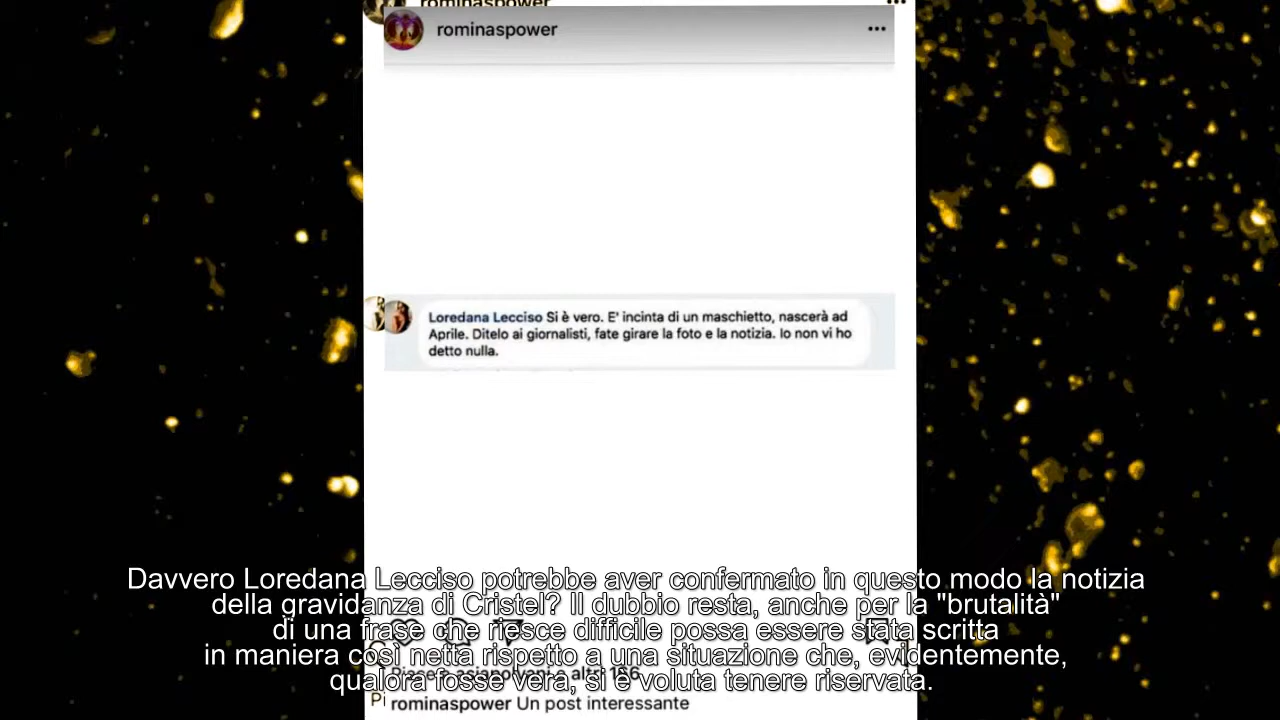 rominaspower
rominaspower
Loredana Lecciso Si è vero. E' incinta di un maschietto, nascerà ad
Aprile. Ditelo ai giornalisti, fate girare la foto e la notizia. Io non vi ho
detto nulla.
Davvero Loredana Lecciso potrebbe aver confermato in questo modo la notizia
della gravidanza di Cristel? Il dubbio resta, anche per la "brutalità"
di una frase che riesce difficile possa essere stata scritta
in maniera così netta rispetto a una situazione che, evidentemente,
qualora fosse vera, si è voluta tenere riservata.
rominaspower Un post interessante